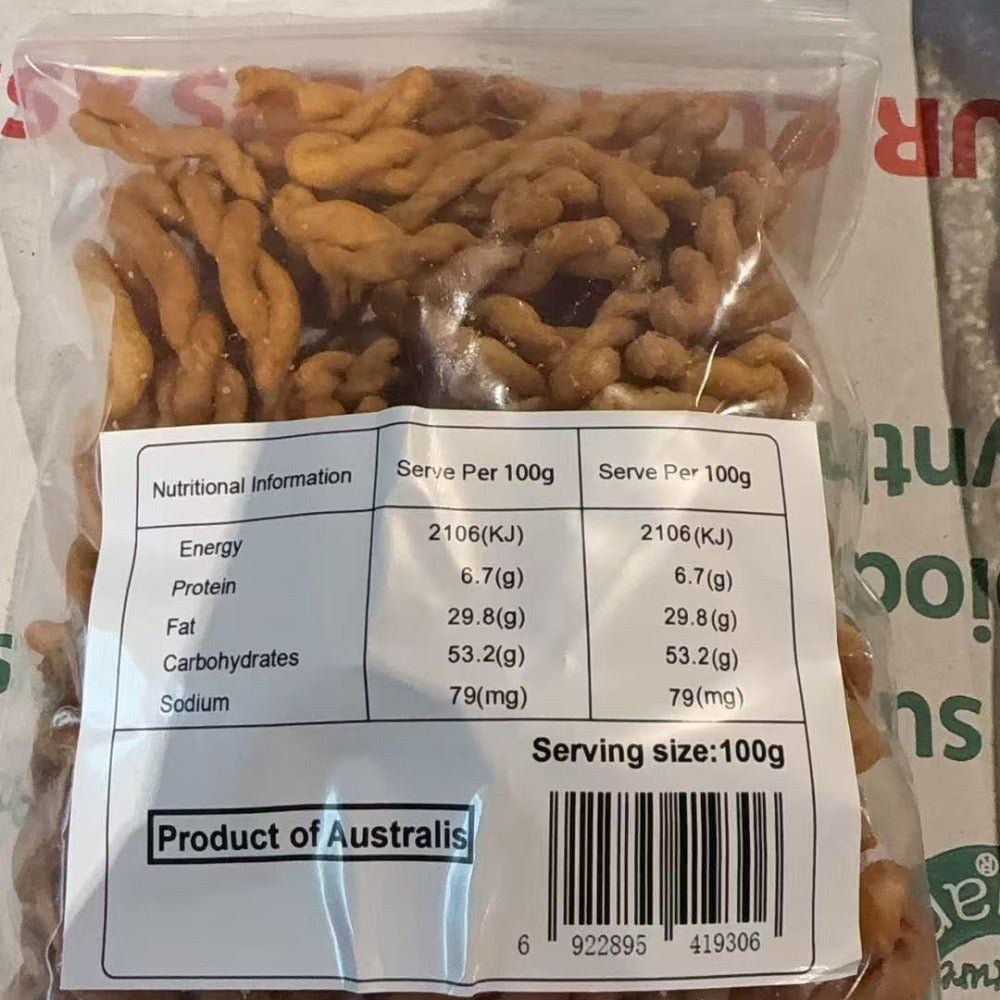 Nutritional Information Serve Per 100g Serve Per 100g
Energy 2106(KJ) 2106(KJ)
Protein 6.7(g) 6.7(g)
Fat 29.8(g) 29.8(g)
Carbohydrates 53.2(g) 53.2(g)
Sodium 79(mg) 79(mg)
Serving size:100g
Product of Australis
6 922895 419306